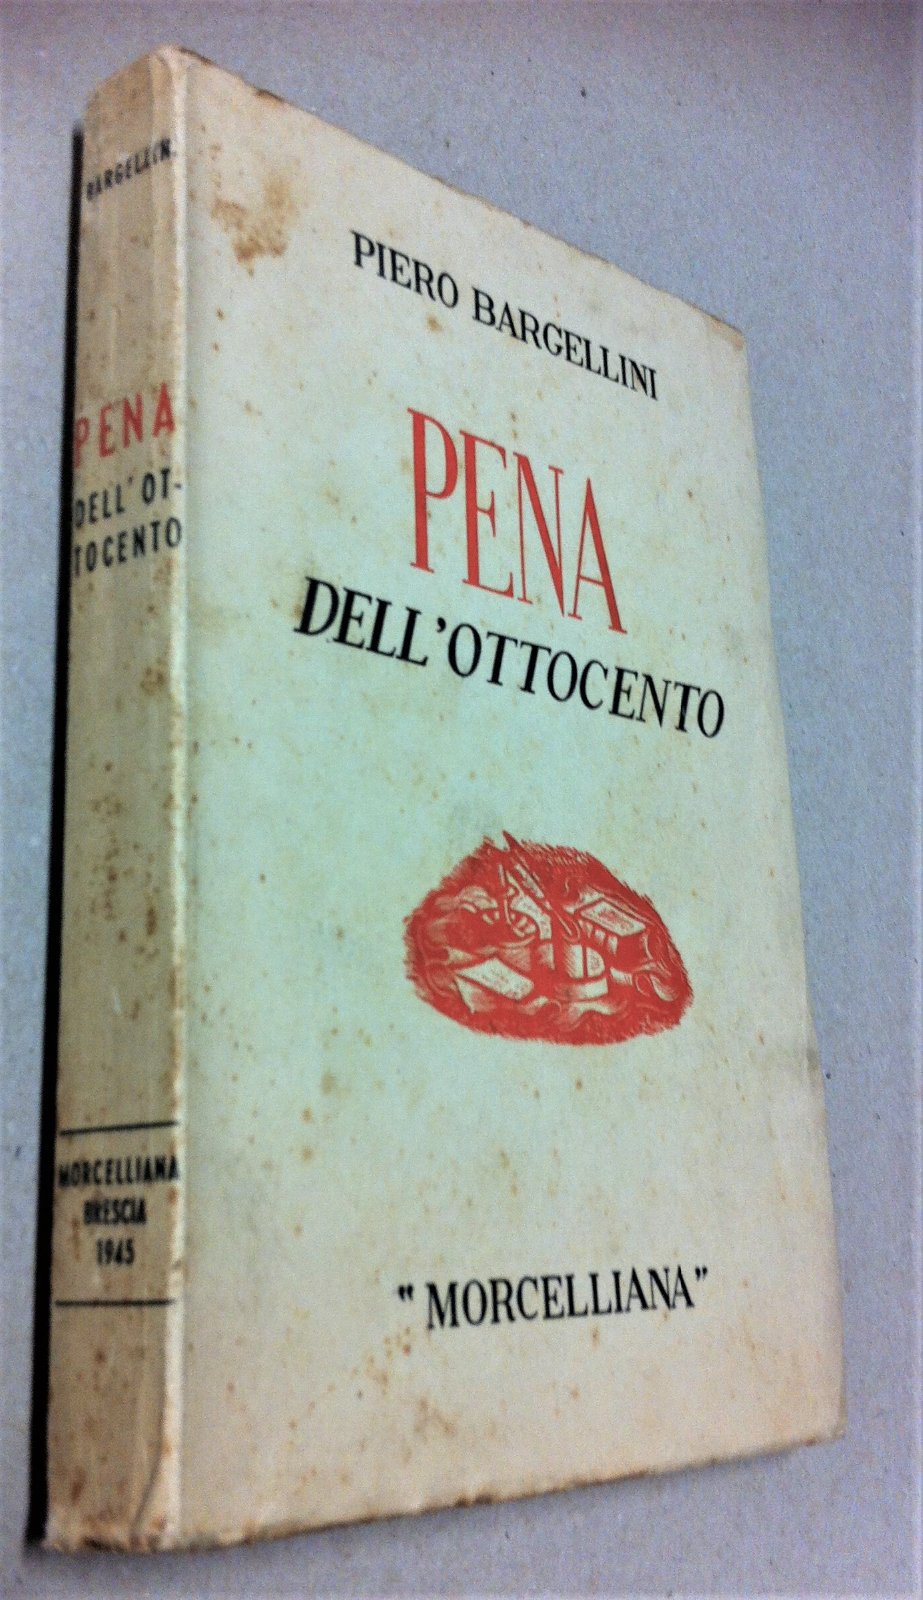 BARGELLINI
PENA
DELL'OT-
TOCENTO
MORCELLIANA
BRESCIA
1945
PIERO BARGELLINI
PENA
DELL'OTTOCENTO
"MORCELLIANA"